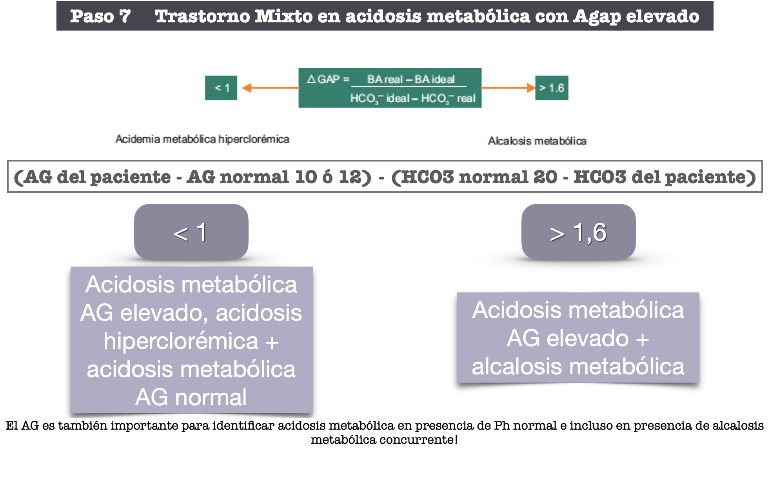 Paso 7 Trastorno Mixto en acidosis metabólica con Agap elevado
< 1
Δ GAP = BA real – BA ideal
HCO₃⁻ ideal – HCO₃⁻ real
> 1.6
Acidemia metabólica hiperclorémica
Alcalosis metabólica
(AG del paciente - AG normal 10 ó 12) - (HCO3 normal 20 - HCO3 del paciente)
< 1
> 1,6
Acidosis metabólica
AG elevado, acidosis
hiperclorémica +
acidosis metabólica
AG normal
Acidosis metabólica
AG elevado +
alcalosis metabólica
El AG es también importante para identificar acidosis metabólica en presencia de Ph normal e incluso en presencia de alcalosis
metabólica concurrente!